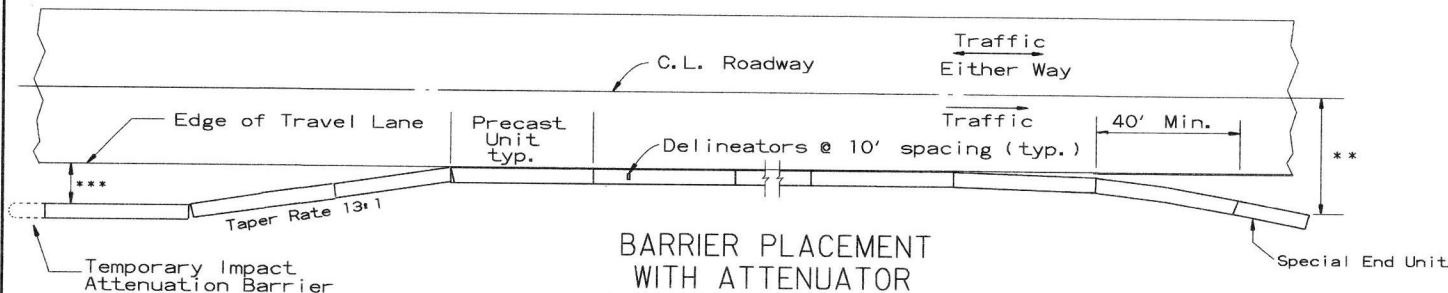 Traffic
Either Way
C.L. Roadway
Traffic
40' Min.
Edge of Travel Lane
Precast
Unit
typ.
Delineators @ 10' spacing (typ.)
**
***
Taper Rate 13:1
BARRIER PLACEMENT
WITH ATTENUATOR
Temporary Impact
Attenuation Barrier
Special End Unit